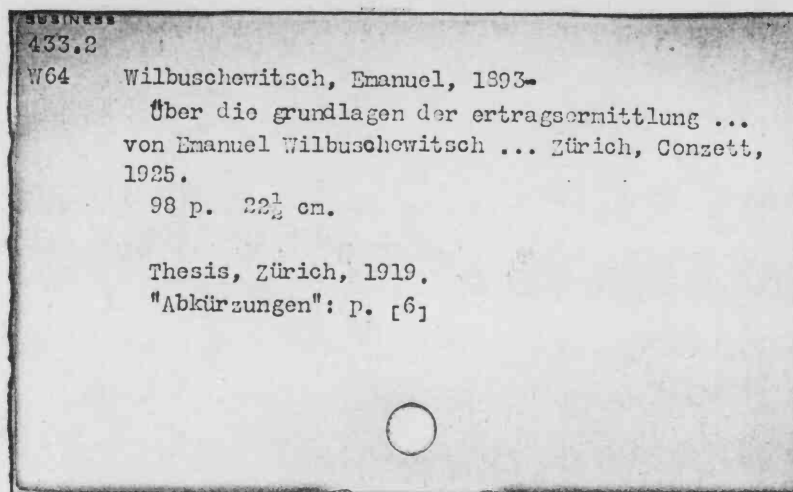 BUSINESS
433.2
W64 Wilbuschewitsch, Emanuel, 1893-
Über die grundlagen der ertragsermittlung ...
von Emanuel Wilbuschewitsch ... Zürich, Conzett,
1925.
98 p. 22½ cm.
Thesis, Zürich, 1919.
"Abkürzungen": p. [6]